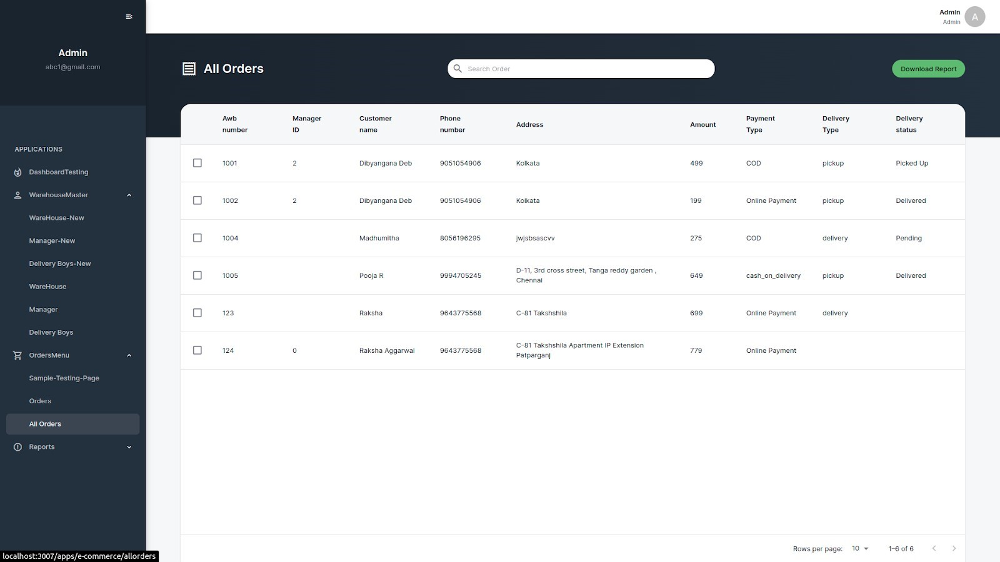 Admin
Admin
A
Admin
abc1@gmail.com
APPLICATIONS
DashboardTesting
WarehouseMaster
WareHouse-New
Manager-New
Delivery Boys-New
WareHouse
Manager
Delivery Boys
OrdersMenu
Sample-Testing-Page
Orders
All Orders
Reports
localhost:3007/apps/e-commerce/allorders
All Orders
Search Order
Download Report
Awb number Manager ID Customer name Phone number Address Amount Payment Type Delivery Type Delivery status
1001 2 Dibyangana Deb 9051054906 Kolkata 499 COD pickup Picked Up
1002 2 Dibyangana Deb 9051054906 Kolkata 199 Online Payment pickup Delivered
1004 Madhumitha 8056196295 jwjsbsascvv 275 COD delivery Pending
1005 Pooja R 9994705245 D-11, 3rd cross street, Tanga reddy garden , Chennai 649 cash_on_delivery pickup Delivered
123 Raksha 9643775568 C-81 Takshshila 699 Online Payment delivery
124 0 Raksha Aggarwal 9643775568 C-81 Takshshila Apartment IP Extension Patparganj 779 Online Payment
Rows per page: 10 1-6 of 6